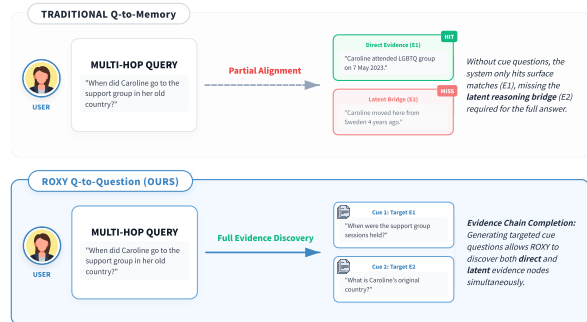 TRADITIONAL Q-to-Memory
USER
MULTI-HOP QUERY
"When did Caroline go to the
support group in her old
country?"
Partial Alignment
HIT
Direct Evidence (E1)
"Caroline attended LGBTQ group
on 7 May 2023."
MISS
Latent Bridge (E2)
"Caroline moved here from
Sweden 4 years ago."
Without cue questions, the
system only hits surface
matches (E1), missing the
latent reasoning bridge (E2)
required for the full answer.
ROXY Q-to-Question (OURS)
USER
MULTI-HOP QUERY
"When did Caroline go to the
support group in her old
country?"
Full Evidence Discovery
Cue 1: Target E1
"When were the support group
sessions held?"
Cue 2: Target E2
"What is Caroline's original
country?"
Evidence Chain Completion:
Generating targeted cue
questions allows ROXY to
discover both direct and
latent evidence nodes
simultaneously.